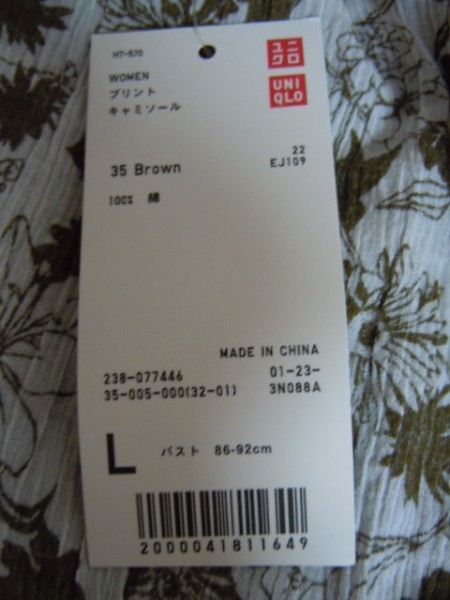 HT-570
ユニ
クロ
UNI
QLO
WOMEN
プリント
キャミソール
22
35 Brown
EJ109
100% 綿
MADE IN CHINA
238-077446 01-23-
35-005-000(32-01) 3N088A
L バスト 86-92cm
2000041811649